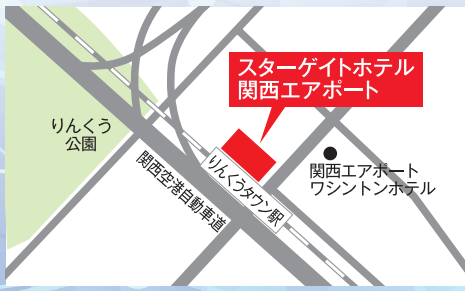 スターゲイトホテル
関西エアポート
りんくう
公園
りんくうタウン駅
関西空港自動車道
関西エアポート
ワシントンホテル